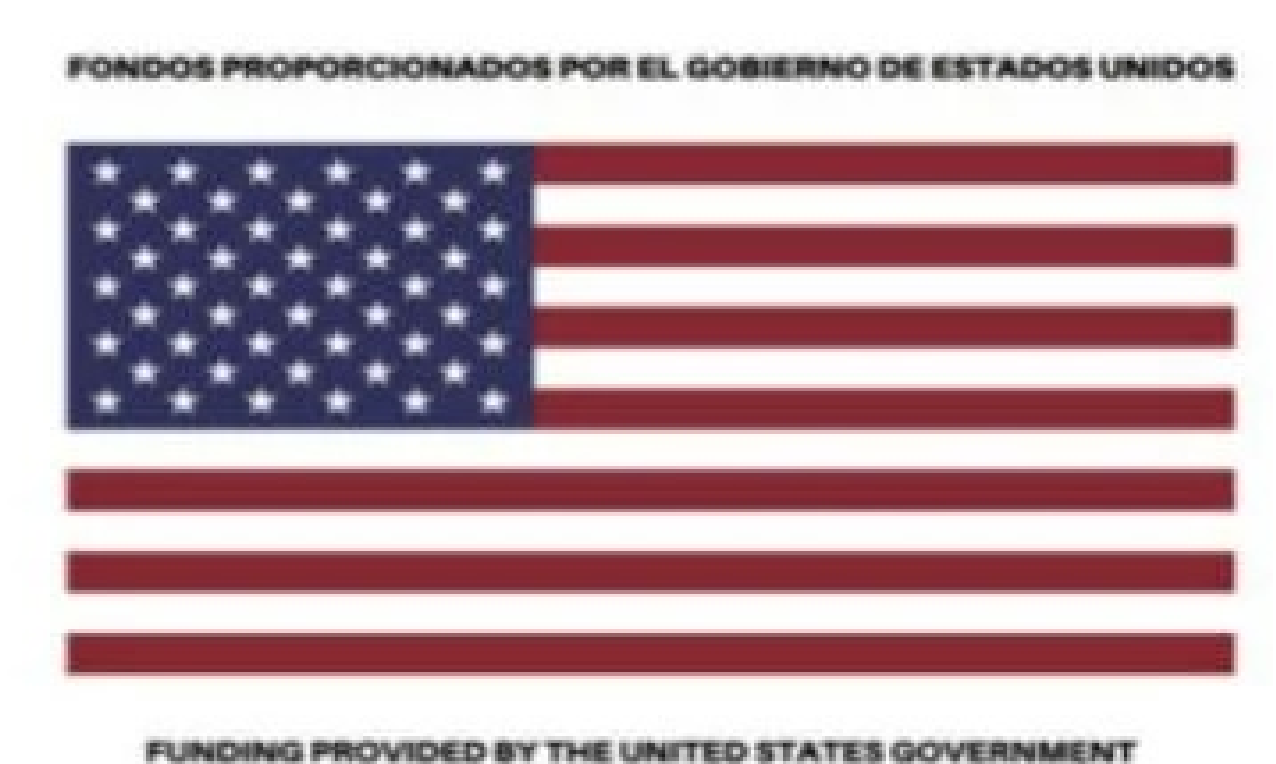 FONDOS PROPORCIONADOS POR EL GOBIERNO DE ESTADOS UNIDOS
FUNDING PROVIDED BY THE UNITED STATES GOVERNMENT